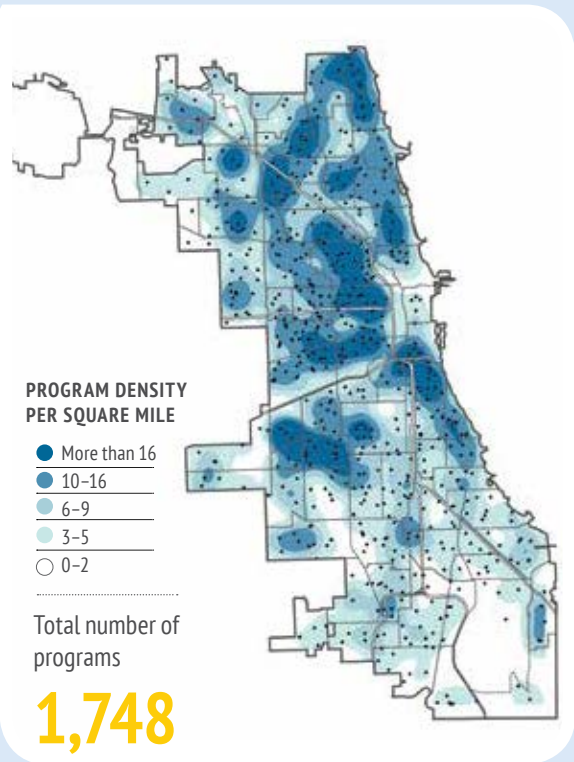 PROGRAM DENSITY
PER SQUARE MILE
More than 16
10–16
6–9
3–5
0–2
Total number of
programs
1,748